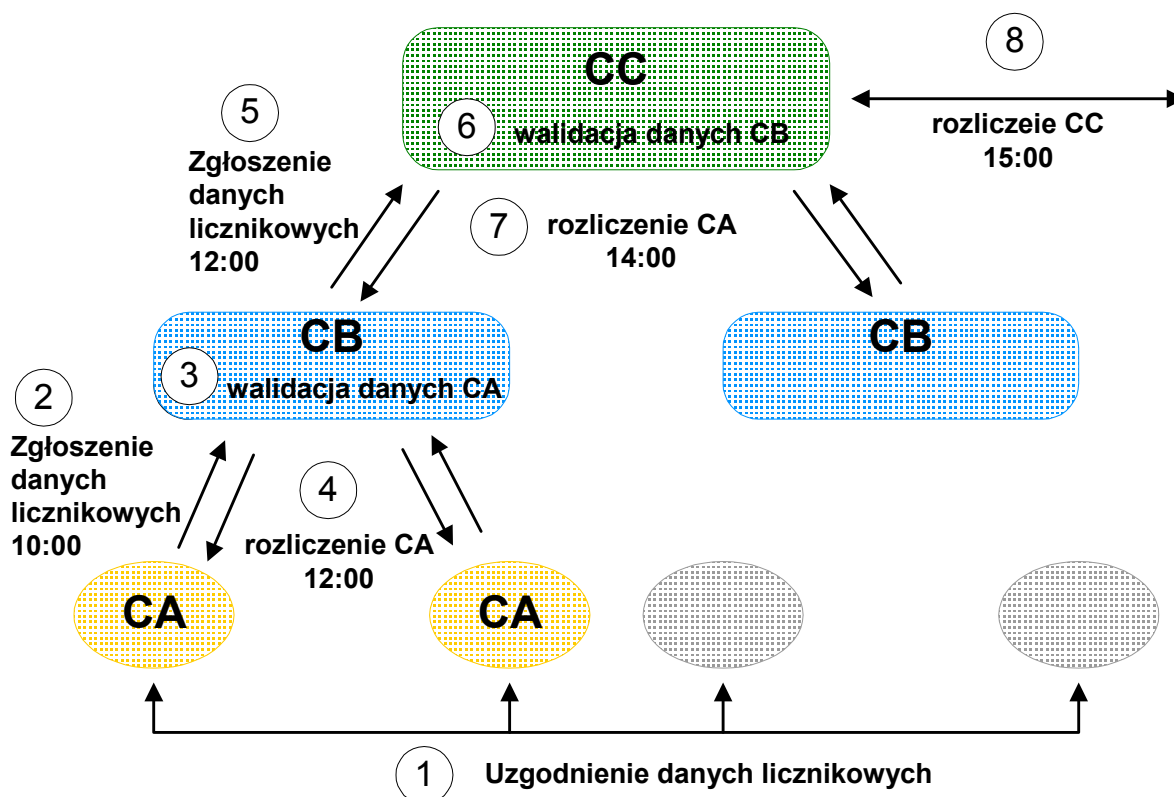 8
CC
rozliczeie CC
15:00
5
6
walidacja danych CB
Zgłoszenie
danych
licznikowych
12:00
7
rozliczenie CA
14:00
CB
CB
3
walidacja danych CA
2
Zgłoszenie
danych
licznikowych
10:00
4
rozliczenie CA
12:00
CA
CA
1
Uzgodnienie danych licznikowych